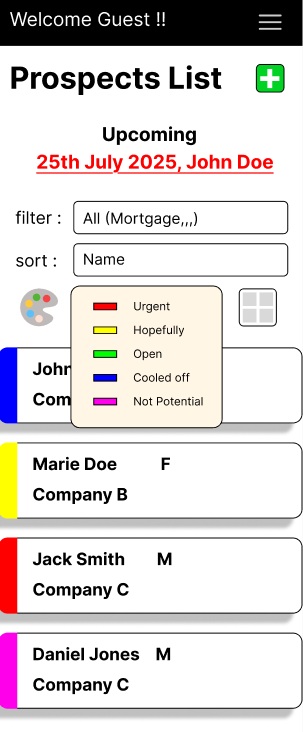 Welcome Guest !!
Prospects List
Upcoming
25th July 2025, John Doe
filter : All (Mortgage,,,)
sort : Name
Urgent
Hopefully
Open
Cooled off
Not Potential
John
Com
Marie Doe F
Company B
Jack Smith M
Company C
Daniel Jones M
Company C